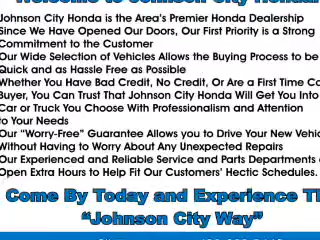 Welcome to Johnson City Honda
Johnson City Honda is the Area's Premier Honda Dealership
Since We Have Opened Our Doors, Our First Priority is a Strong
Commitment to the Customer
Our Wide Selection of Vehicles Allows the Buying Process to be
Quick and as Hassle Free as Possible
Whether You Have Bad Credit, No Credit, Or Are a First Time
Buyer, You Can Trust That Johnson City Honda Will Get You Into
Car or Truck You Choose With Professionalism and Attention
to Your Needs
Our “Worry-Free” Guarantee Allows you to Drive Your New
Without Having to Worry About Any Unexpected Repairs
Our Experienced and Reliable Service and Parts Departments
Open Extra Hours to Help Fit Our Customers' Hectic Schedules.
Come By Today and Experience
“Johnson City Way”